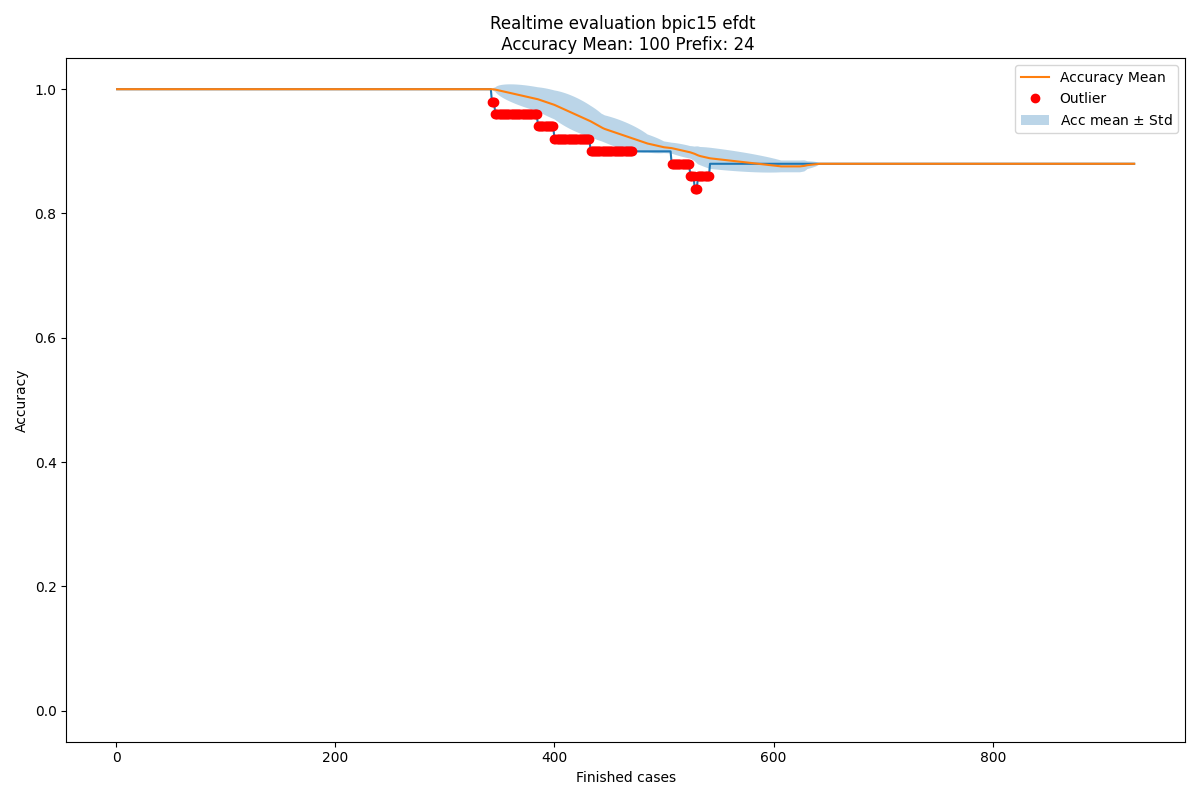 Realtime evaluation bpic15 efdt
Accuracy Mean: 100 Prefix: 24
Accuracy Mean
Outlier
Acc mean ± Std
1.0
0.8
0.6
0.4
0.2
0.0
Accuracy
0
200
400
600
800
Finished cases